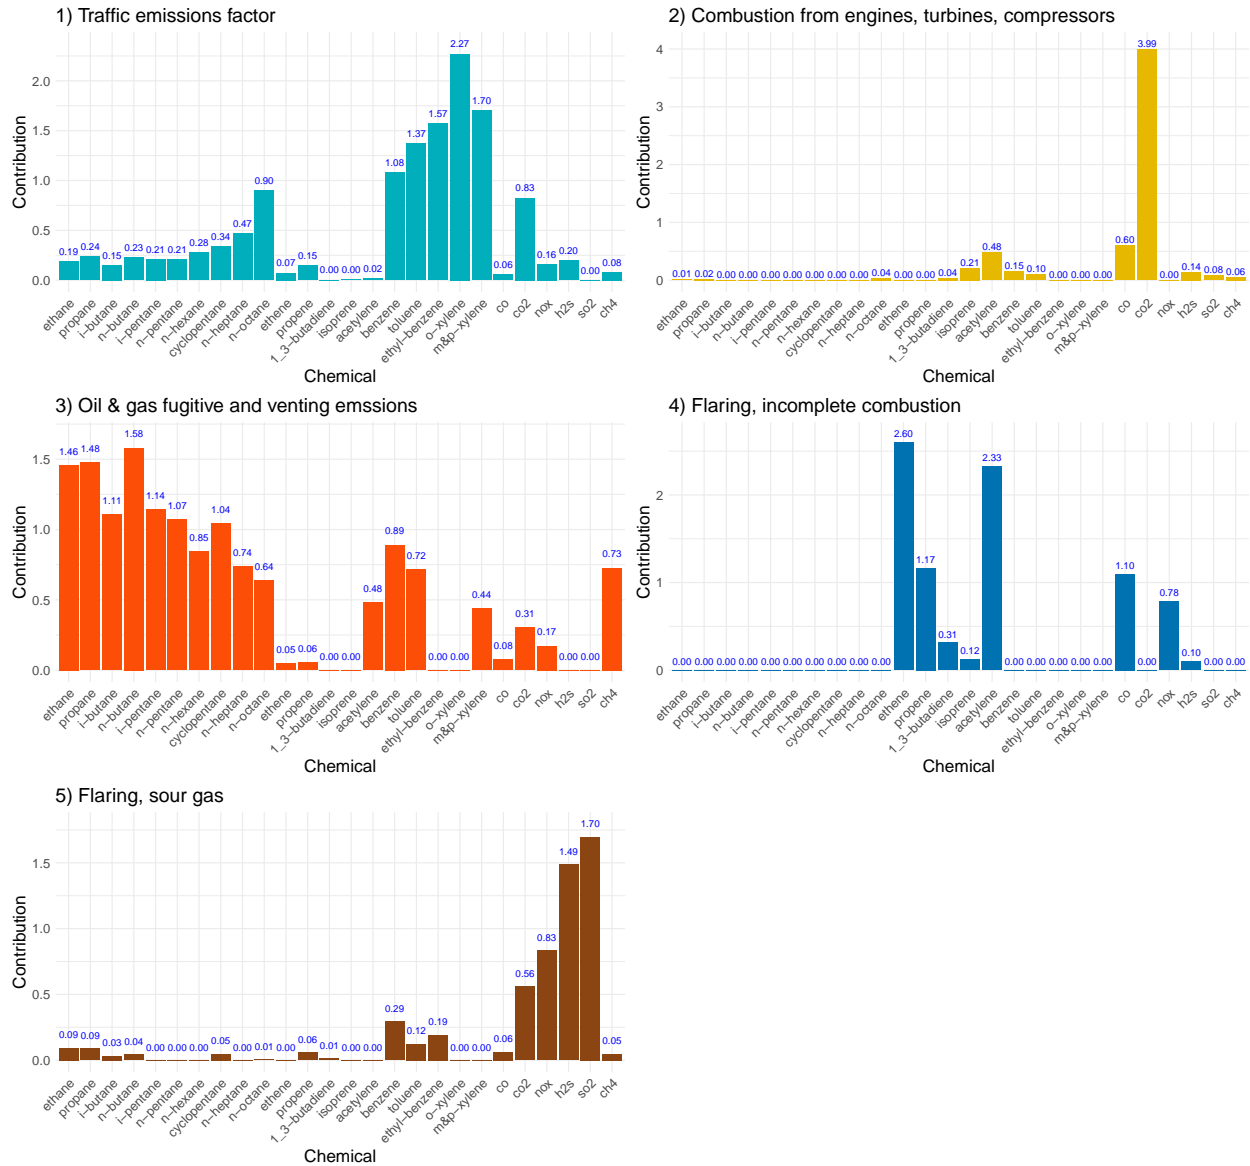 1) Traffic emissions factor
Contribution
2.0
1.5
1.0
0.5
0.0
0.19 0.24 0.15 0.23 0.21 0.21 0.28 0.34 0.47 0.90 0.07 0.15 0.00 0.00 0.02 1.08 1.37 1.57 2.27 1.70 0.06 0.83 0.16 0.20 0.00 0.08
ethane propane i−butane n−butane i−pentane n−pentane n−hexane cyclopentane n−heptane n−octane ethene propene 1_3−butadiene isoprene acetylene benzene toluene ethyl−benzene o−xylene m&p−xylene co co2 nox h2s so2 ch4
Chemical
2) Combustion from engines, turbines, compressors
Contribution
4
3
2
1
0
0.01 0.02 0.00 0.00 0.00 0.00 0.00 0.00 0.00 0.04 0.00 0.00 0.04 0.21 0.48 0.15 0.10 0.00 0.00 0.00 0.60 3.99 0.00 0.14 0.08 0.06
ethane propane i−butane n−butane i−pentane n−pentane n−hexane cyclopentane n−heptane n−octane ethene propene 1_3−butadiene isoprene acetylene benzene toluene ethyl−benzene o−xylene m&p−xylene co co2 nox h2s so2 ch4
Chemical
3) Oil & gas fugitive and venting emssions
Contribution
1.5
1.0
0.5
0.0
1.46 1.48 1.11 1.58 1.14 1.07 0.85 1.04 0.74 0.64 0.05 0.06 0.00 0.00 0.48 0.89 0.72 0.00 0.00 0.44 0.08 0.31 0.17 0.00 0.00 0.73
ethane propane i−butane n−butane i−pentane n−pentane n−hexane cyclopentane n−heptane n−octane ethene propene 1_3−butadiene isoprene acetylene benzene toluene ethyl−benzene o−xylene m&p−xylene co co2 nox h2s so2 ch4
Chemical
4) Flaring, incomplete combustion
Contribution
2
1
0
0.00 0.00 0.00 0.00 0.00 0.00 0.00 0.00 0.00 0.00 2.60 1.17 0.31 0.12 2.33 0.00 0.00 0.00 0.00 0.00 1.10 0.00 0.78 0.10 0.00 0.00
ethane propane i−butane n−butane i−pentane n−pentane n−hexane cyclopentane n−heptane n−octane ethene propene 1_3−butadiene isoprene acetylene benzene toluene ethyl−benzene o−xylene m&p−xylene co co2 nox h2s so2 ch4
Chemical
5) Flaring, sour gas
Contribution
1.5
1.0
0.5
0.0
0.09 0.09 0.03 0.04 0.00 0.00 0.00 0.05 0.00 0.01 0.00 0.06 0.01 0.00 0.00 0.29 0.12 0.19 0.00 0.00 0.06 0.56 0.83 1.49 1.70 0.05
ethane propane i−butane n−butane i−pentane n−pentane n−hexane cyclopentane n−heptane n−octane ethene propene 1_3−butadiene isoprene acetylene benzene toluene ethyl−benzene o−xylene m&p−xylene co co2 nox h2s so2 ch4
Chemical